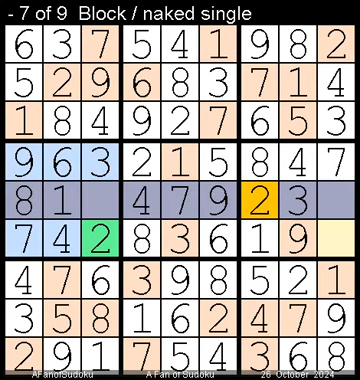 - 7 of 9 Block / naked single
6 3 7 5 4 1 9 8 2
5 2 9 6 8 3 7 1 4
1 8 4 9 2 7 6 5 3
9 6 3 2 1 5 8 4 7
8 1 4 7 9 2 3
7 4 2 8 3 6 1 9
4 7 6 3 9 8 5 2 1
3 5 8 1 6 2 4 7 9
2 9 1 7 5 4 3 6 8
AFanofSudoku A Fan of Sudoku 26 October 2024